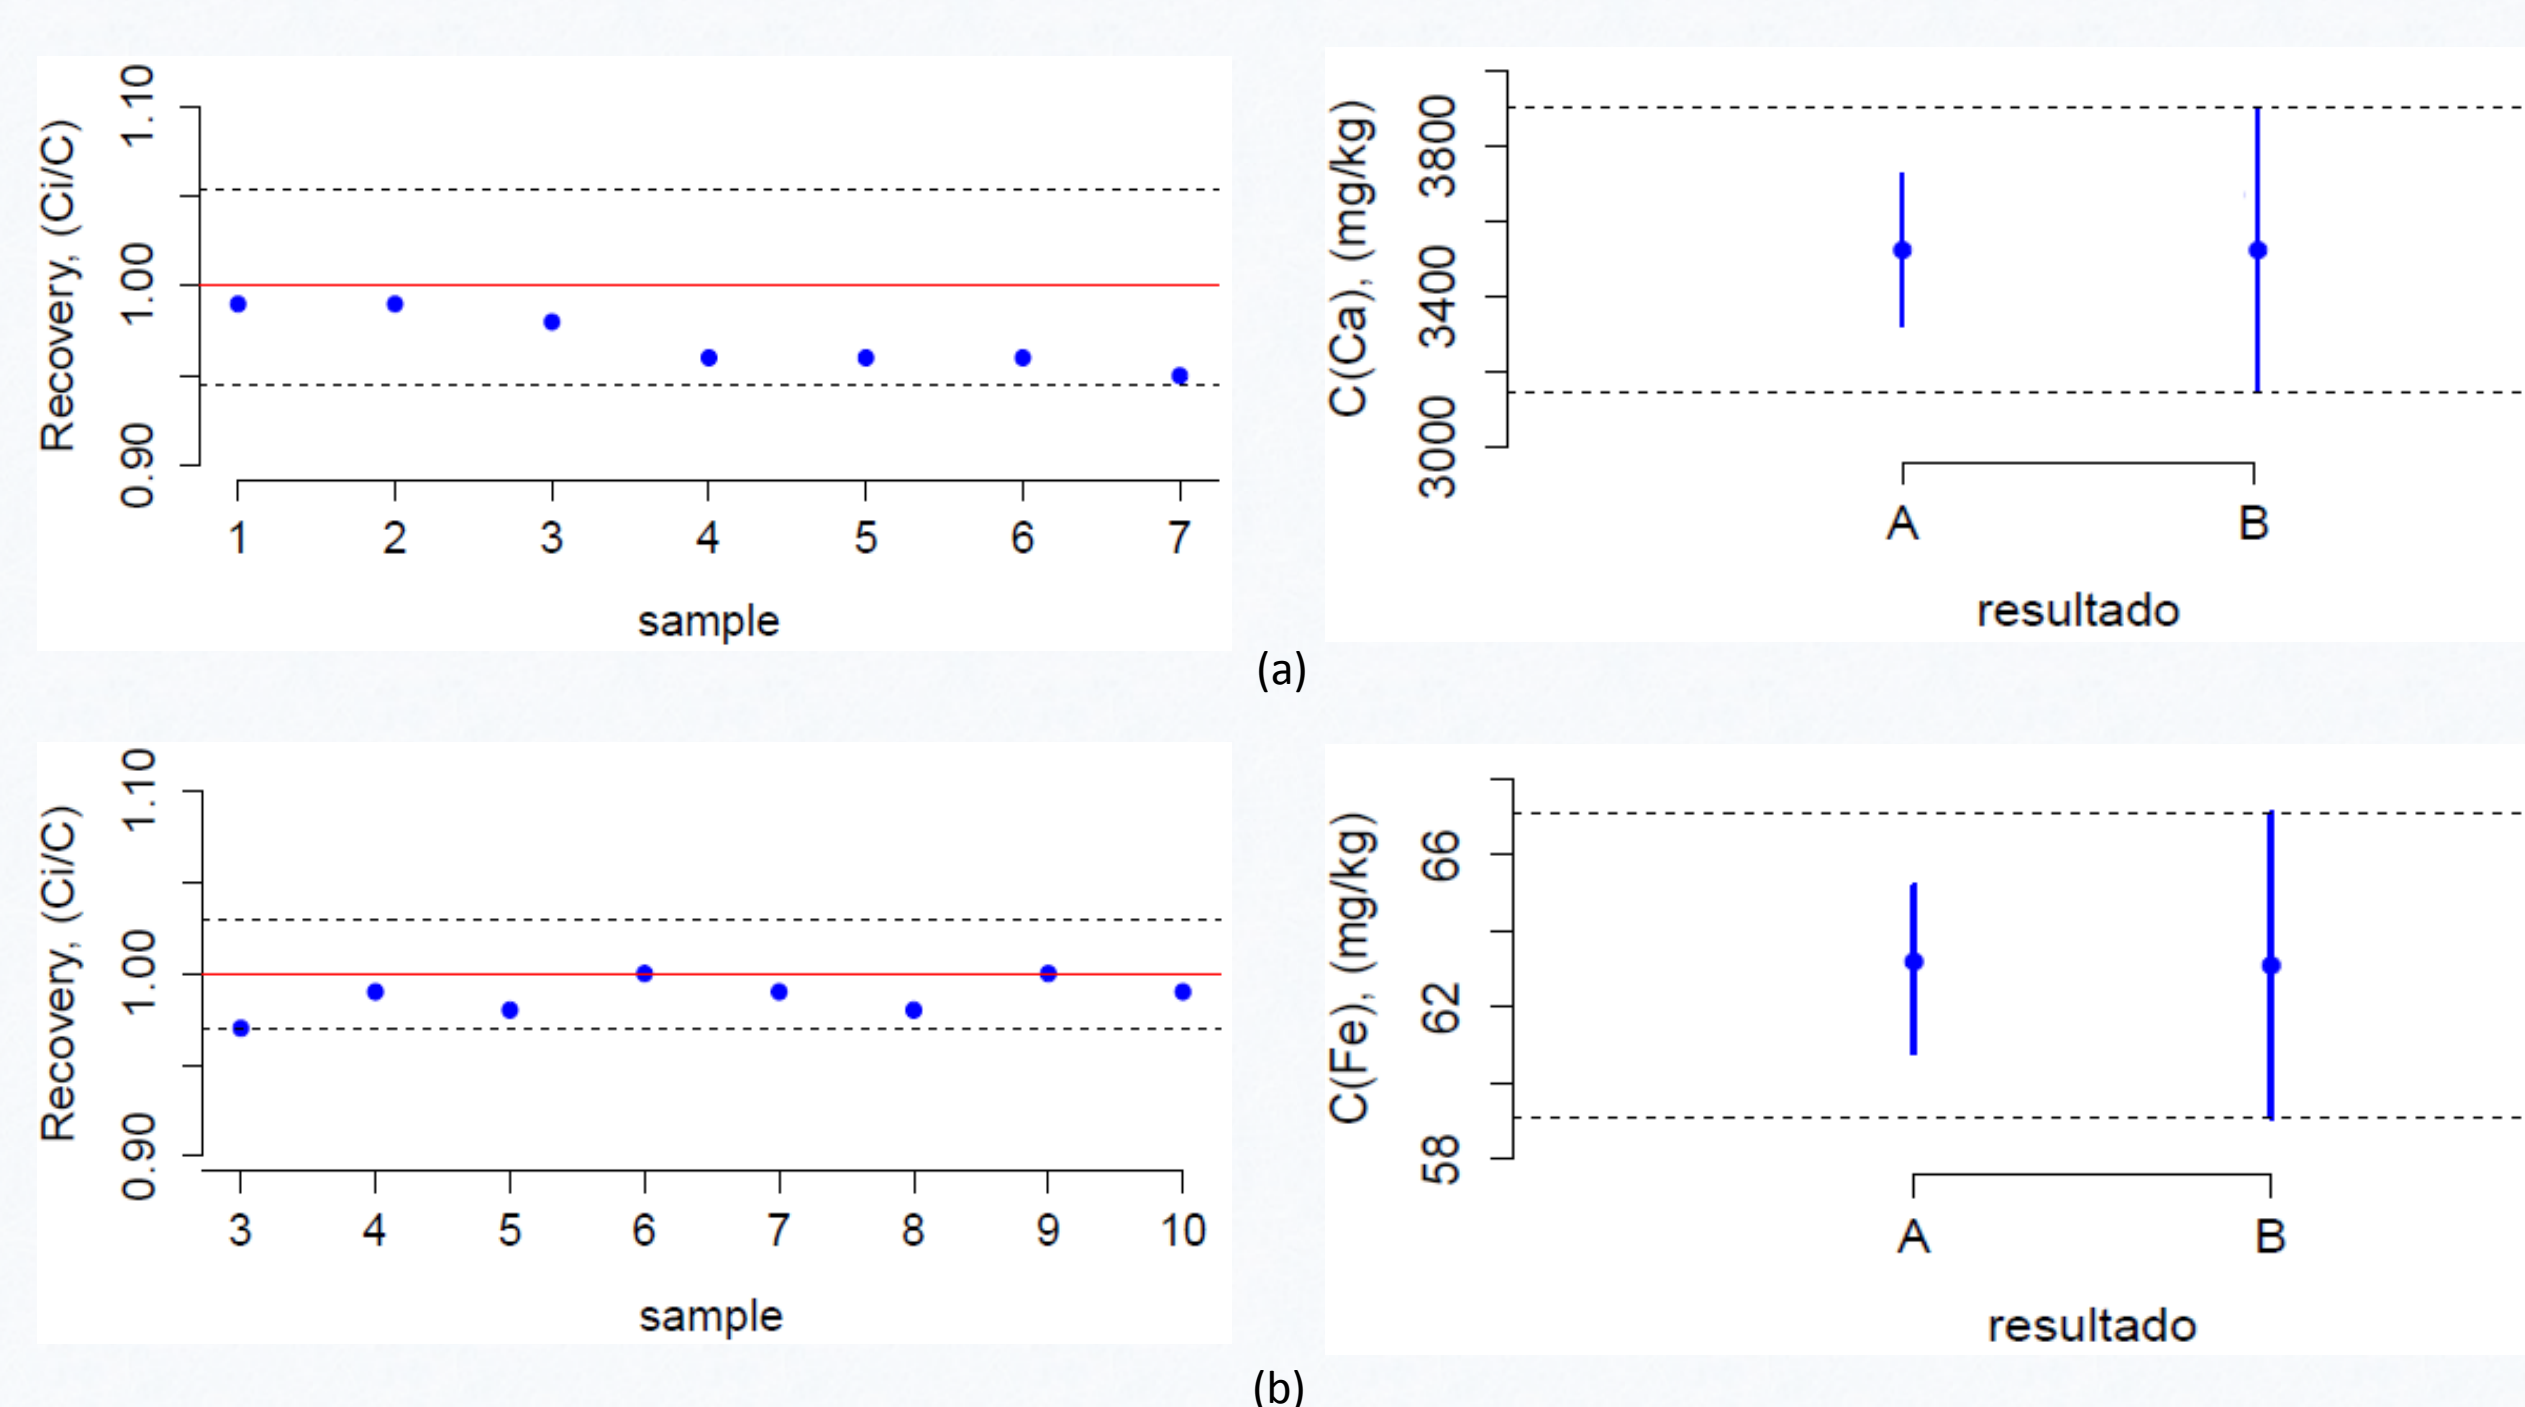 Recovery, (Ci/C)
1.10
1.00
0.90
1 2 3 4 5 6 7
sample
C(Ca), (mg/kg)
3800
3400
3000
A B
resultado
(a)
Recovery, (Ci/C)
1.10
1.00
0.90
3 4 5 6 7 8 9 10
sample
C(Fe), (mg/kg)
66
62
58
A B
resultado
(b)